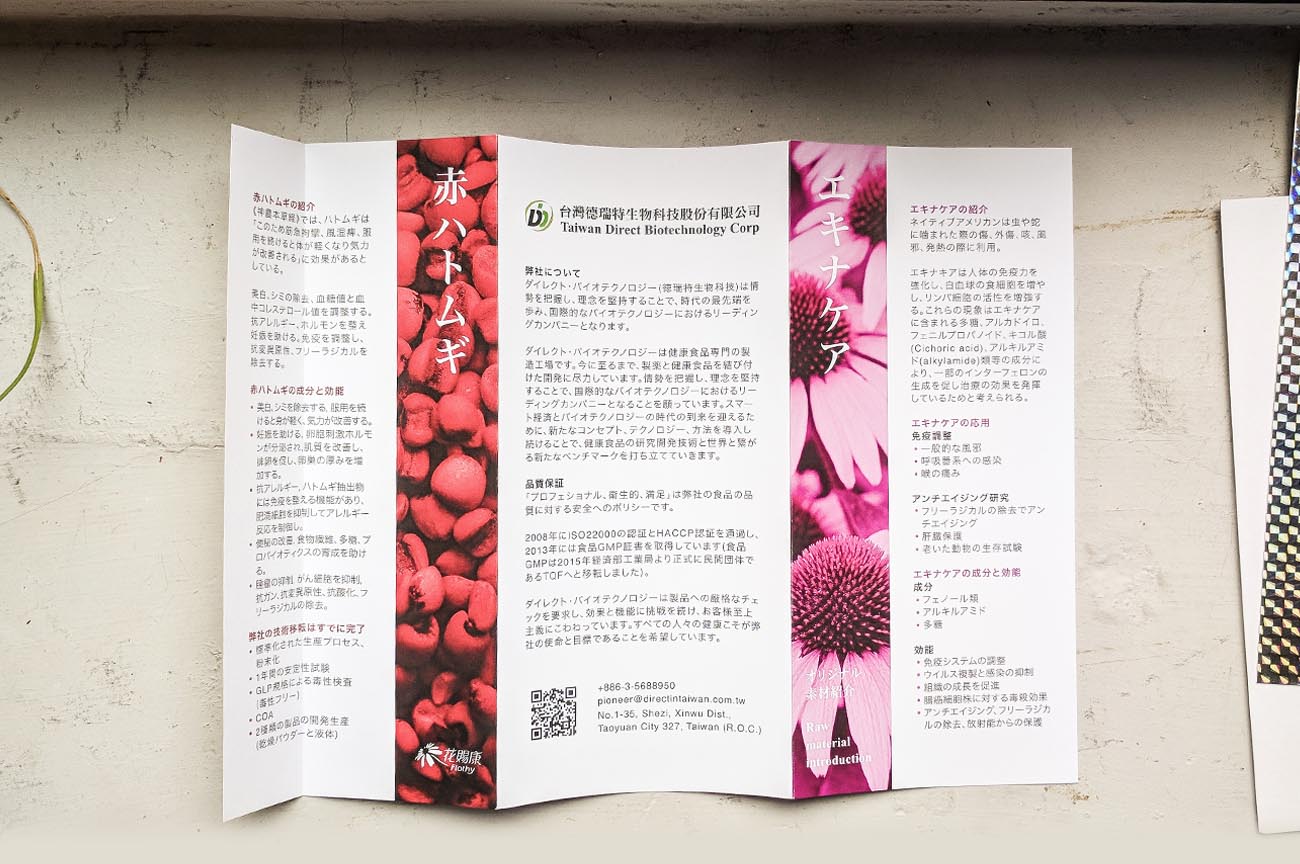 赤ハトムギの紹介
《神農本草經》では、ハトムギは
「このため筋急拘攣、風湿痺、服
用を続けると体が軽くなり気力
が改善される」に効果があると
している。
美白、シミの除去、血糖値と血
中コレステロール値を調整する。
抗アレルギー、ホルモンを整え
妊娠を助ける。免疫を調整し、
抗変異原性、フリーラジカルを
除去する。
赤ハトムギの成分と効能
・美白、シミを除去する、服用を続
けると身が軽く、気力が改善する。
・妊娠を助ける、卵胞刺激ホルモ
ンが分泌され、肌質を改善し、
排卵を促し、卵巣の厚みを増
加する。
・抗アレルギー、ハトムギ抽出物
には免疫を整える機能があり、
肥満細胞を抑制してアレルギー
反応を制御し。
・便秘の改善、食物繊維、多糖、プ
ロバイオティクスの育成を助け
る。
・腫瘤の抑制、がん細胞を抑制、
抗ガン、抗変異原性、抗酸化、フ
リーラジカルの除去。
弊社の技術移転はすでに完了
・標準化された生産プロセス、
粉末化
・1年間の安定性試験
・GLP規格による毒性検査
(毒性フリー)
・COA
・2種類の製品の開発生産
(乾燥パウダーと液体)
赤ハトムギ
花賜康
Flothy
台灣德瑞特生物科技股份有限公司
Taiwan Direct Biotechnology Corp
弊社について
ダイレクト・バイオテクノロジー(德瑞特生物科技)は情
勢を把握し、理念を堅持することで、時代の最先端を
歩み、国際的なバイオテクノロジーにおけるリーディン
グカンパニーとなります。
ダイレクト・バイオテクノロジーは健康食品専門の製
造工場です。今に至るまで、製薬と健康食品を結び付
けた開発に尽力しています。情勢を把握し、理念を堅持
することで、国際的なバイオテクノロジーにおけるリー
ディングカンパニーとなることを願っています。スマー
ト経済とバイオテクノロジーの時代の到来を迎えるた
めに、新たなコンセプト、テクノロジー、方法を導入し
続けることで、健康食品の研究開発技術と世界と繋が
る新たなベンチマークを打ち立てていきます。
品質保証
「プロフェショナル、衛生的、満足」は弊社の食品の品
質に対する安全へのポリシーです。
2008年にISO22000の認証とHACCP認証を通過し、
2013年には食品GMP証書を取得しています(食品
GMPは2015年経済部工業局より正式に民間団体で
あるTQFへと移転しました)。
ダイレクト・バイオテクノロジーは製品への厳格なチェ
ックを要求し、効果と機能に挑戦を続け、お客様至上
主義にこわねっています。すべての人々の健康こそが弊
社の使命と目標であることを希望しています。
+886-3-5688950
pioneer@directintaiwan.com.tw
No.1-35, Shezi, Xinwu Dist.,
Taoyuan City 327, Taiwan (R.O.C.)
エキナケア
オリジナル
素材紹介
Raw
material
introduction
エキナケアの紹介
ネイティブアメリカンは虫や蛇
に噛まれた際の傷、外傷、咳、風
邪、発熱の際に利用。
エキナキアは人体の免疫力を
強化し、白血球の食細胞を増や
し、リンパ細胞の活性を増強す
る。これらの現象はエキナケア
に含まれる多糖、アルカドイロ、
フェニルプロパノイド、キコル酸
(Cichoric acid)、アルキルアミ
ド(alkylamide)類等の成分に
より、一部のインターフェロンの
生成を促し治療の効果を発揮
しているためと考えられる。
エキナケアの応用
免疫調整
・一般的な風邪
・呼吸器系への感染
・喉の痛み
アンチエイジング研究
・フリーラジカルの除去でアン
チエイジング
・肝臓保護
・老いた動物の生存試験
エキナケアの成分と効能
成分
・フェノール類
・アルキルアミド
・多糖
効能
・免疫システムの調整
・ウイルス複製と感染の抑制
・組織の成長を促進
・腸癌細胞株に対する毒殺効果
・アンチエイジング、フリーラジカ
ルの除去、放射能からの保護